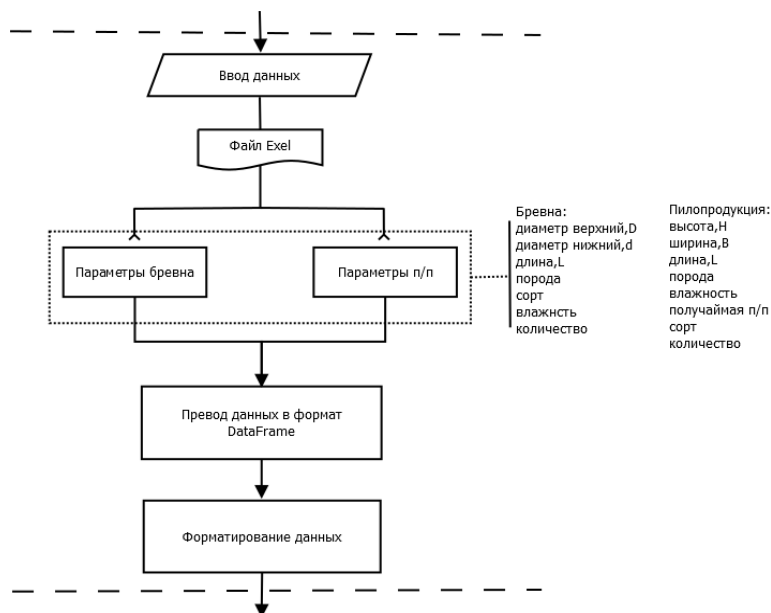 Ввод данных
Файл Exel
Параметры бревна
Параметры п/п
Бревна:
диаметр верхний,D
диаметр нижний,d
длина,L
порода
сорт
влажнсть
количество
Пилопродукция:
высота,H
ширина,B
длина,L
порода
влажность
получаймая п/п
сорт
количество
Превод данных в формат
DataFrame
Форматирование данных